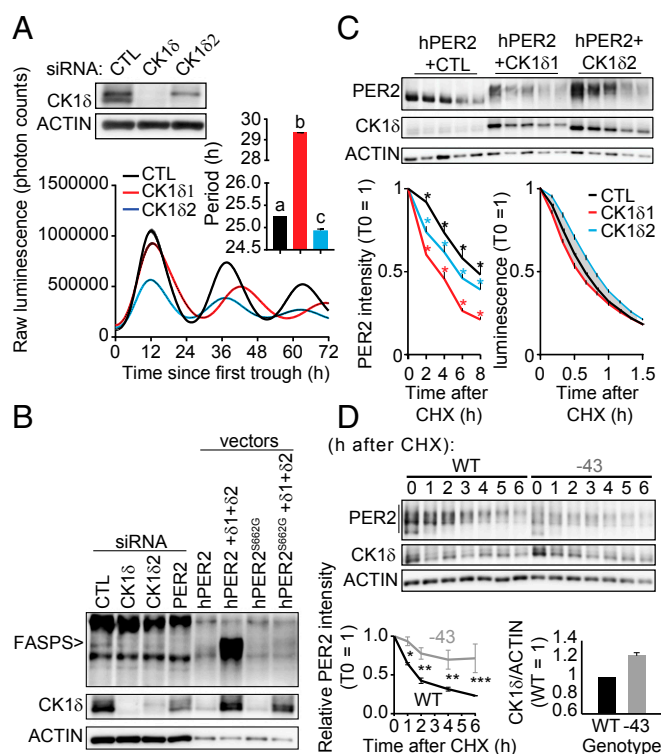 A
siRNA: CTL CK1δ CK1δ2
CK1δ
ACTIN
Raw luminescence (photon counts)
1500000
1000000
500000
0
CTL
CK1δ1
CK1δ2
Period (h)
30.0
29.5
29.0
25.5
25.0
24.5
a b c
0 12 24 36 48 60 72
Time since first trough (h)
B
vectors
siRNA
CTL CK1δ CK1δ2 PER2 hPER2 hPER2 +δ1+δ2 hPER2S662G hPER2S662G +δ1+δ2
FASPS>
CK1δ
ACTIN
C
hPER2 +CTL
hPER2 +CK1δ1
hPER2+ CK1δ2
PER2
CK1δ
ACTIN
PER2 intensity (T0 = 1)
1
0.5
0
* * * *
* * * *
* * * *
0 2 4 6 8
Time after
CHX (h)
luminescence (T0 = 1)
1
0.5
0
CTL
CK1δ1
CK1δ2
0 0.5 1 1.5
Time after
CHX (h)
D
(h after CHX):
WT -43
0 1 2 3 4 5 6 0 1 2 3 4 5 6
PER2
CK1δ
ACTIN
Relative PER2 intensity
(T0 = 1)
1.0
0.5
0.0
-43
* ** ** ***
WT
0 1 2 3 4 5 6
Time after CHX (h)
CK1δ/ACTIN
(WT = 1)
1.4
1.2
1
0.8
0.6
WT -43
Genotype